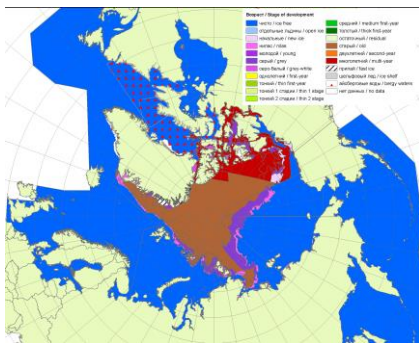 Возраст / Stage of development
чисто / ice free
отдельные льдины / open ice
начальные / new ice
нилас / nilas
молодой / young
серый / grey
серо-белый / grey-white
однолетний / first-year
тонкий / thin first-year
тонкий 1 стадии / thin 1 stage
тонкий 2 стадии / thin 2 stage
средний / medium first-year
толстый / thick first-year
остаточный / residual
старый / old
двухлетний / second-year
многолетний / multi-year
припай / fast ice
шельфовый лед / ice shelf
айсберговые воды / bergy waters
нет данных / no data